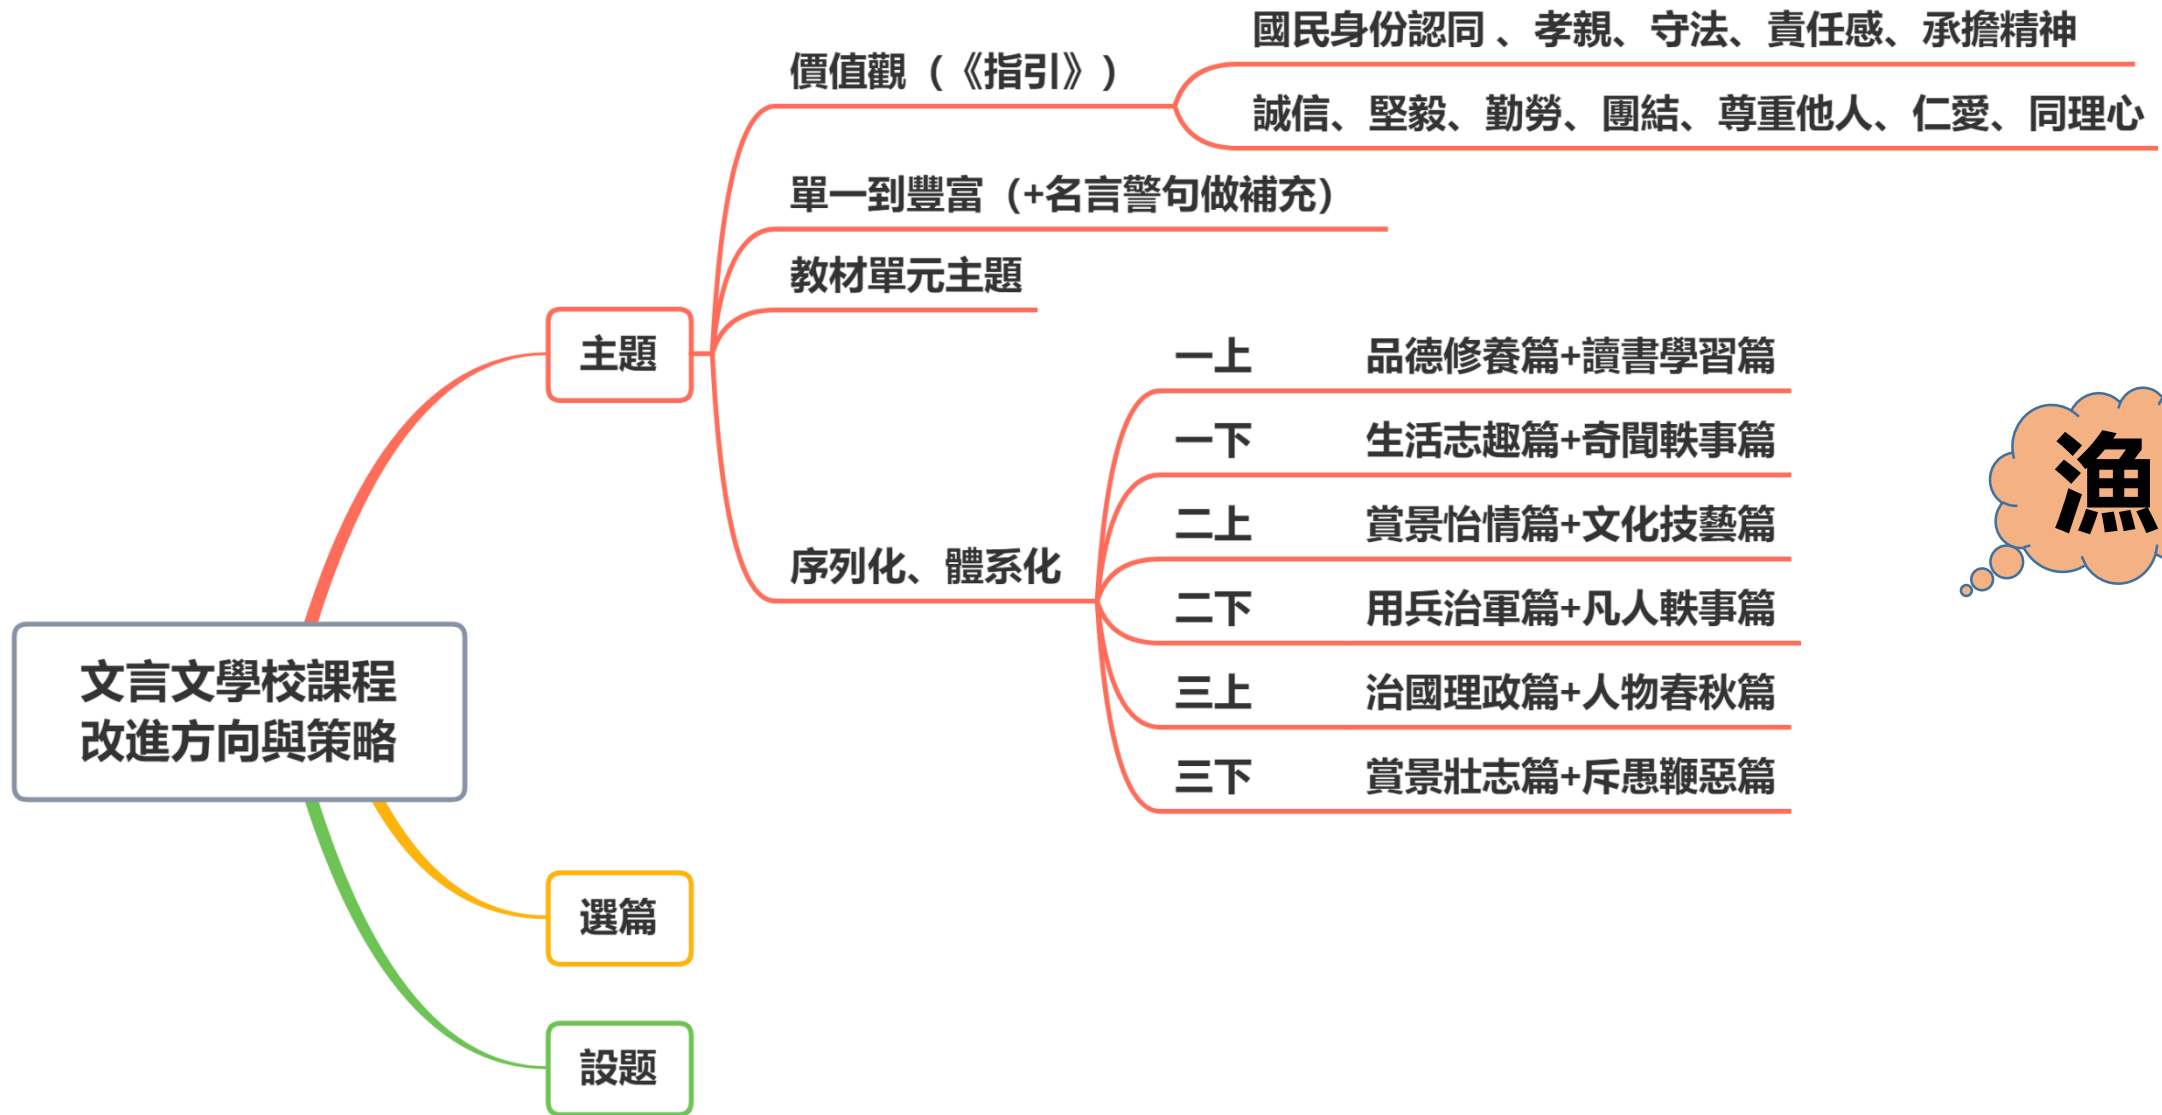 國民身份認同、孝親、守法、責任感、承擔精神
價值觀（《指引》）
誠信、堅毅、勤勞、團結、尊重他人、仁愛、同理心
單一到豐富（+名言警句做補充）
教材單元主題
主題
一上 品德修養篇+讀書學習篇
一下 生活志趣篇+奇聞軼事篇
漁
二上 賞景怡情篇+文化技藝篇
序列化、體系化
二下 用兵治軍篇+凡人軼事篇
三上 治國理政篇+人物春秋篇
三下 賞景壯志篇+斥愚鞭惡篇
文言文學校課程
改進方向與策略
選篇
設题